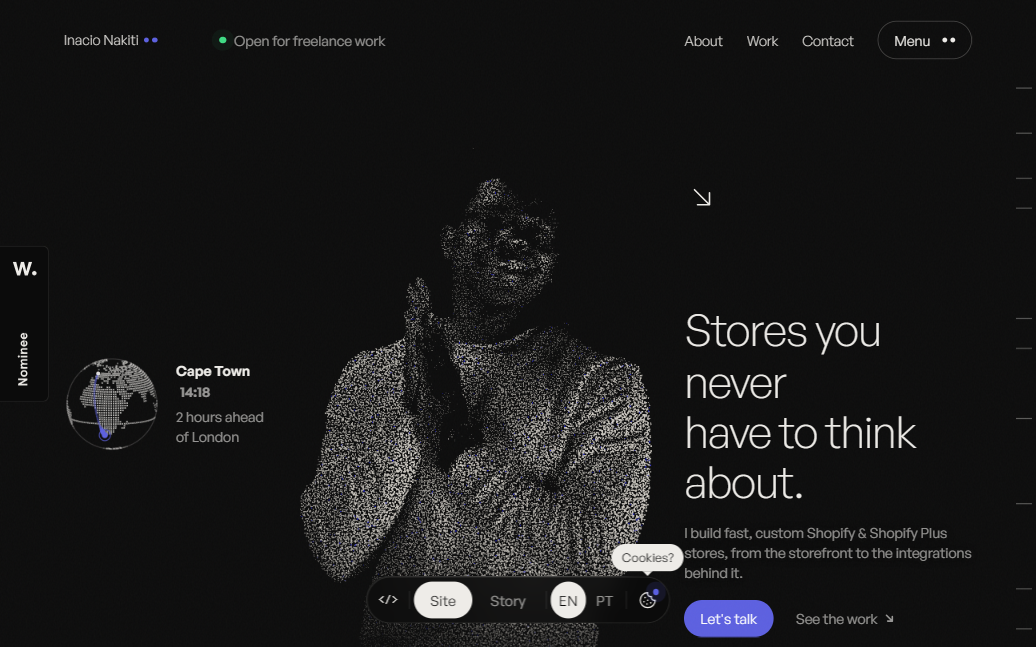 Inacio Nakiti
Open for freelance work
About
Work
Contact
Menu
W.
Nominee
Cape Town
14:18
2 hours ahead
of London
Stores you
never
have to think
about.
I build fast, custom Shopify & Shopify Plus
stores, from the storefront to the integrations
behind it.
Cookies?
</>
Site
Story
EN
PT
Let's talk
See the work